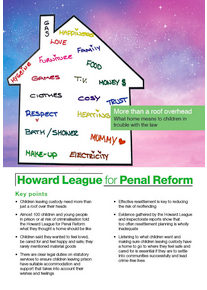 GAS
HAPPINESS
LOVE
FAMILY
HYGIENE
FURNITURE
FOOD
GAMES
T.V.
MONEY $
CLOTHES
COSY
TRUST
RESPECT
HEATING
BATH / SHOWER
MUMMY
MAKE-UP
ELECTRICITY
More than a roof overhead
What home means to children in
trouble with the law
Howard League for Penal Reform
Key points
• Children leaving custody need more than
just a roof over their heads
• Almost 100 children and young people
in prison or at risk of criminalisation told
the Howard League for Penal Reform
what they thought a home should be like
• Children said they wanted to feel loved,
be cared for and feel happy and safe; they
rarely mentioned material goods
• There are clear legal duties on statutory
services to ensure children leaving prison
have suitable accommodation and
support that takes into account their
wishes and feelings
• Effective resettlement is key to reducing
the risk of reoffending
• Evidence gathered by the Howard League
and inspectorate reports show that
too often resettlement planning is wholly
inadequate
• Listening to what children want and
making sure children leaving custody have
a home to go to where they feel safe and
cared for is essential if they are to settle
into communities successfully and lead
crime-free lives